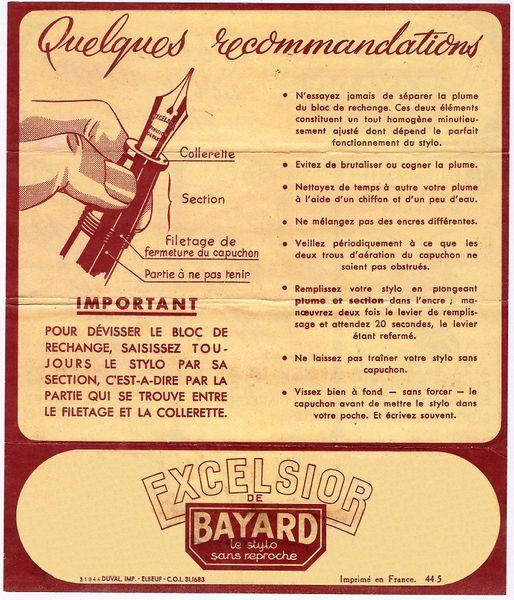 Quelques recommandations
EXCELSIOR
Collerette
Section
Filetage de
fermeture du capuchon
Partie à ne pas tenir
IMPORTANT
POUR DÉVISSER LE BLOC DE
RECHANGE, SAISISSEZ TOU-
JOURS LE STYLO PAR SA
SECTION, C'EST-A-DIRE PAR LA
PARTIE QUI SE TROUVE ENTRE
LE FILETAGE ET LA COLLERETTE.
• N'essayez jamais de séparer la plume
du bloc de rechange. Ces deux éléments
constituent un tout homogène minutieu-
sement ajusté dont dépend le parfait
fonctionnement du stylo.
• Evitez de brutaliser ou cogner la plume.
• Nettoyez de temps à autre votre plume
à l'aide d'un chiffon et d'un peu d'eau.
• Ne mélangez pas des encres différentes.
• Veillez périodiquement à ce que les
deux trous d'aération du capuchon ne
soient pas obstrués.
• Remplissez votre stylo en plongeant
plume et section dans l'encre ; ma-
nœuvrez deux fois le levier de remplis-
sage et attendez 20 secondes, le levier
étant refermé.
• Ne laissez pas traîner votre stylo sans
capuchon.
• Vissez bien à fond — sans forcer — le
capuchon avant de mettre le stylo dans
votre poche. Et écrivez souvent.
EXCELSIOR
DE
BAYARD
le stylo
sans reproche
21944 DUVAL, IMP. - ELBEUF - C.O.L. 31.1683
Imprimé en France. 44-5